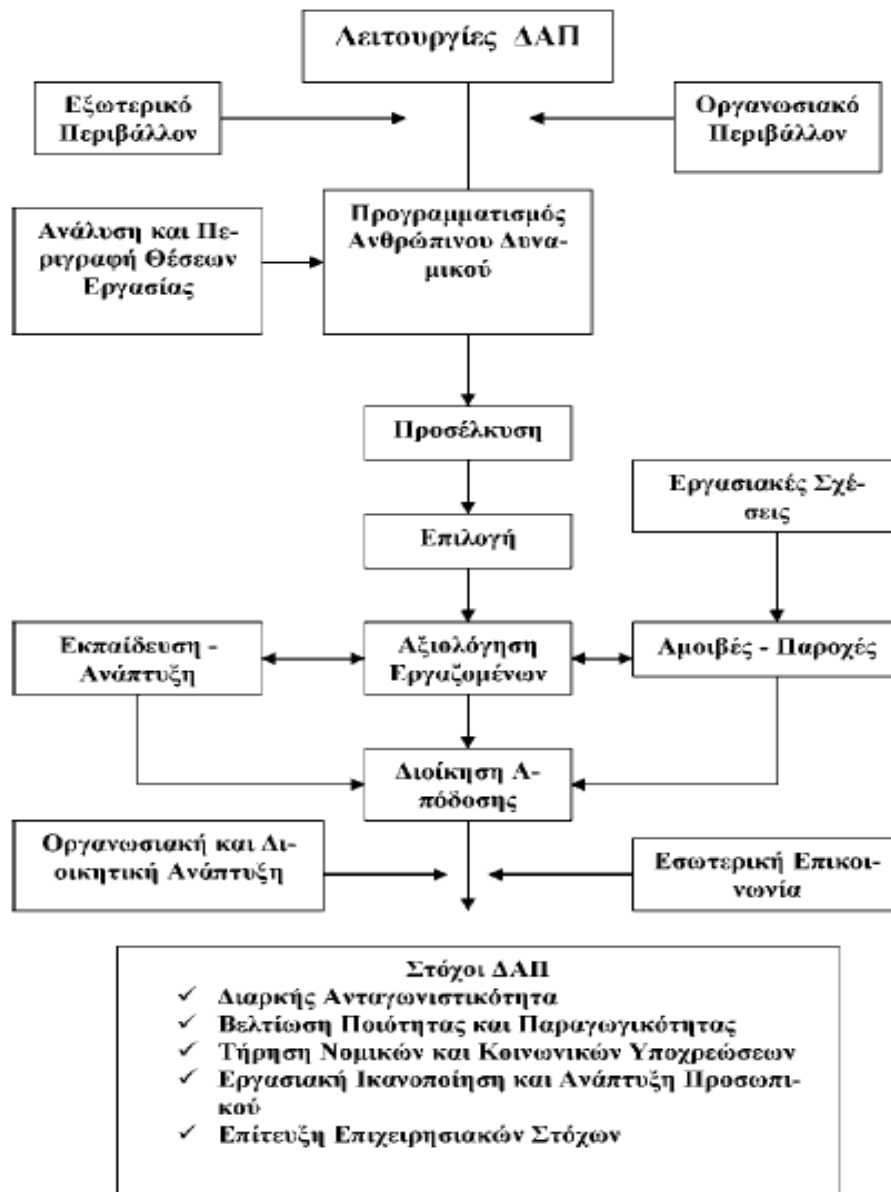 Λειτουργίες ΔΑΠ
Εξωτερικό
Περιβάλλον
Οργανωσιακό
Περιβάλλον
Ανάλυση και Πε-
ριγραφή Θέσεων
Εργασίας
Προγραμματισμός
Ανθρώπινου Δυνα-
μικού
Προσέλκυση
Εργασιακές Σχέ-
σεις
Επιλογή
Εκπαίδευση -
Ανάπτυξη
Αξιολόγηση
Εργαζομένων
Αμοιβές - Παροχές
Διοίκηση Α-
πόδοσης
Οργανωσιακή και Δι-
οικητική Ανάπτυξη
Εσωτερική Επικοι-
νωνία
Στόχοι ΔΑΠ
✓ Διαρκής Ανταγωνιστικότητα
✓ Βελτίωση Ποιότητας και Παραγωγικότητας
✓ Τήρηση Νομικών και Κοινωνικών Υποχρεώσεων
✓ Εργασιακή Ικανοποίηση και Ανάπτυξη Προσωπι-
κού
✓ Επίτευξη Επιχειρησιακών Στόχων